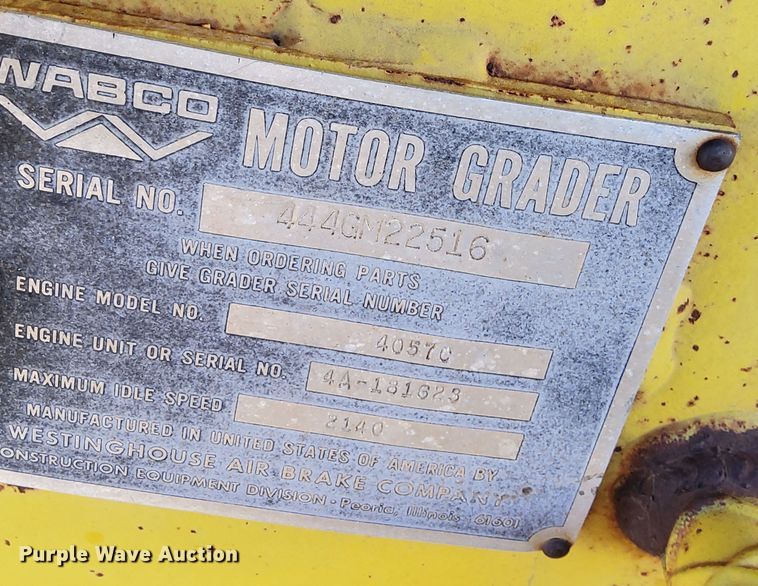 WABCO
MOTOR GRADER
SERIAL NO. 444GM22516
WHEN ORDERING PARTS
GIVE GRADER SERIAL NUMBER
ENGINE MODEL NO. 4057C
ENGINE UNIT OR SERIAL NO. 4A-181623
MAXIMUM IDLE SPEED 2140
MANUFACTURED IN UNITED STATES OF AMERICA BY
WESTINGHOUSE AIR BRAKE COMPANY
CONSTRUCTION EQUIPMENT DIVISION - Peoria, Illinois 61601
Purple Wave Auction